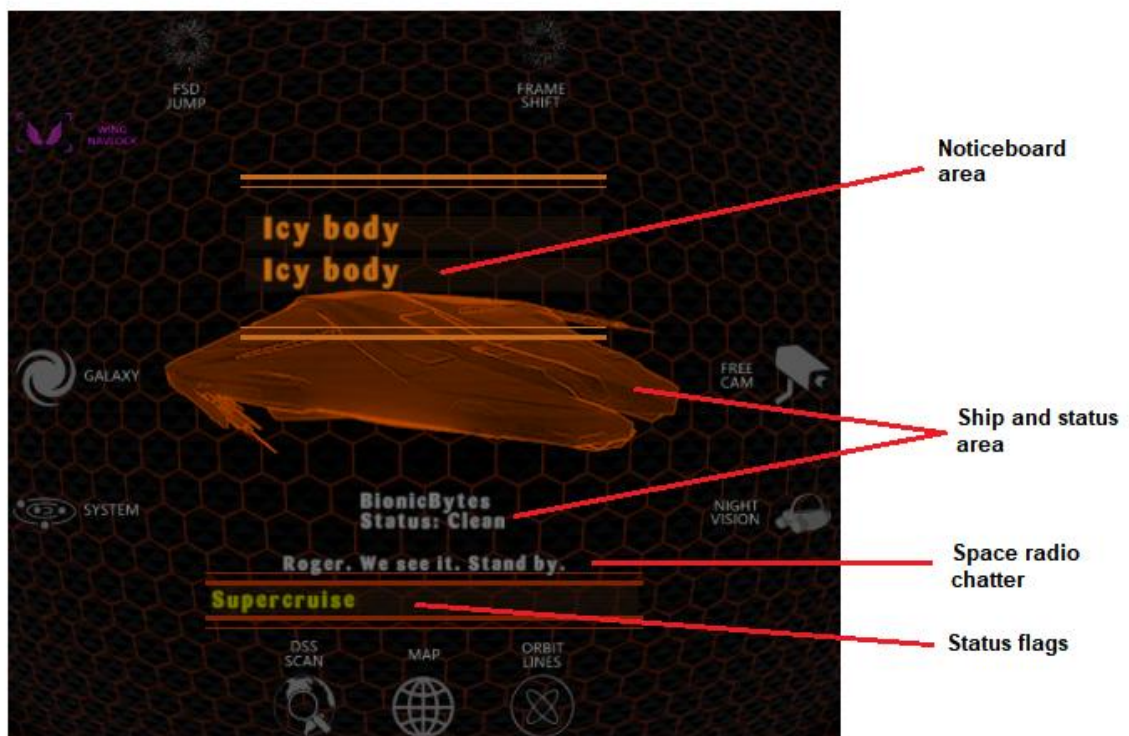 FSD
JUMP
FRAME
SHIFT
WING
NAVLOCK
Noticeboard
area
Icy body
Icy body
GALAXY
FREE
CAM
Ship and status
area
SYSTEM
BionicBytes
Status: Clean
NIGHT
VISION
Roger. We see it. Stand by.
Space radio
chatter
Supercruise
Status flags
DSS
SCAN
MAP
ORBIT
LINES